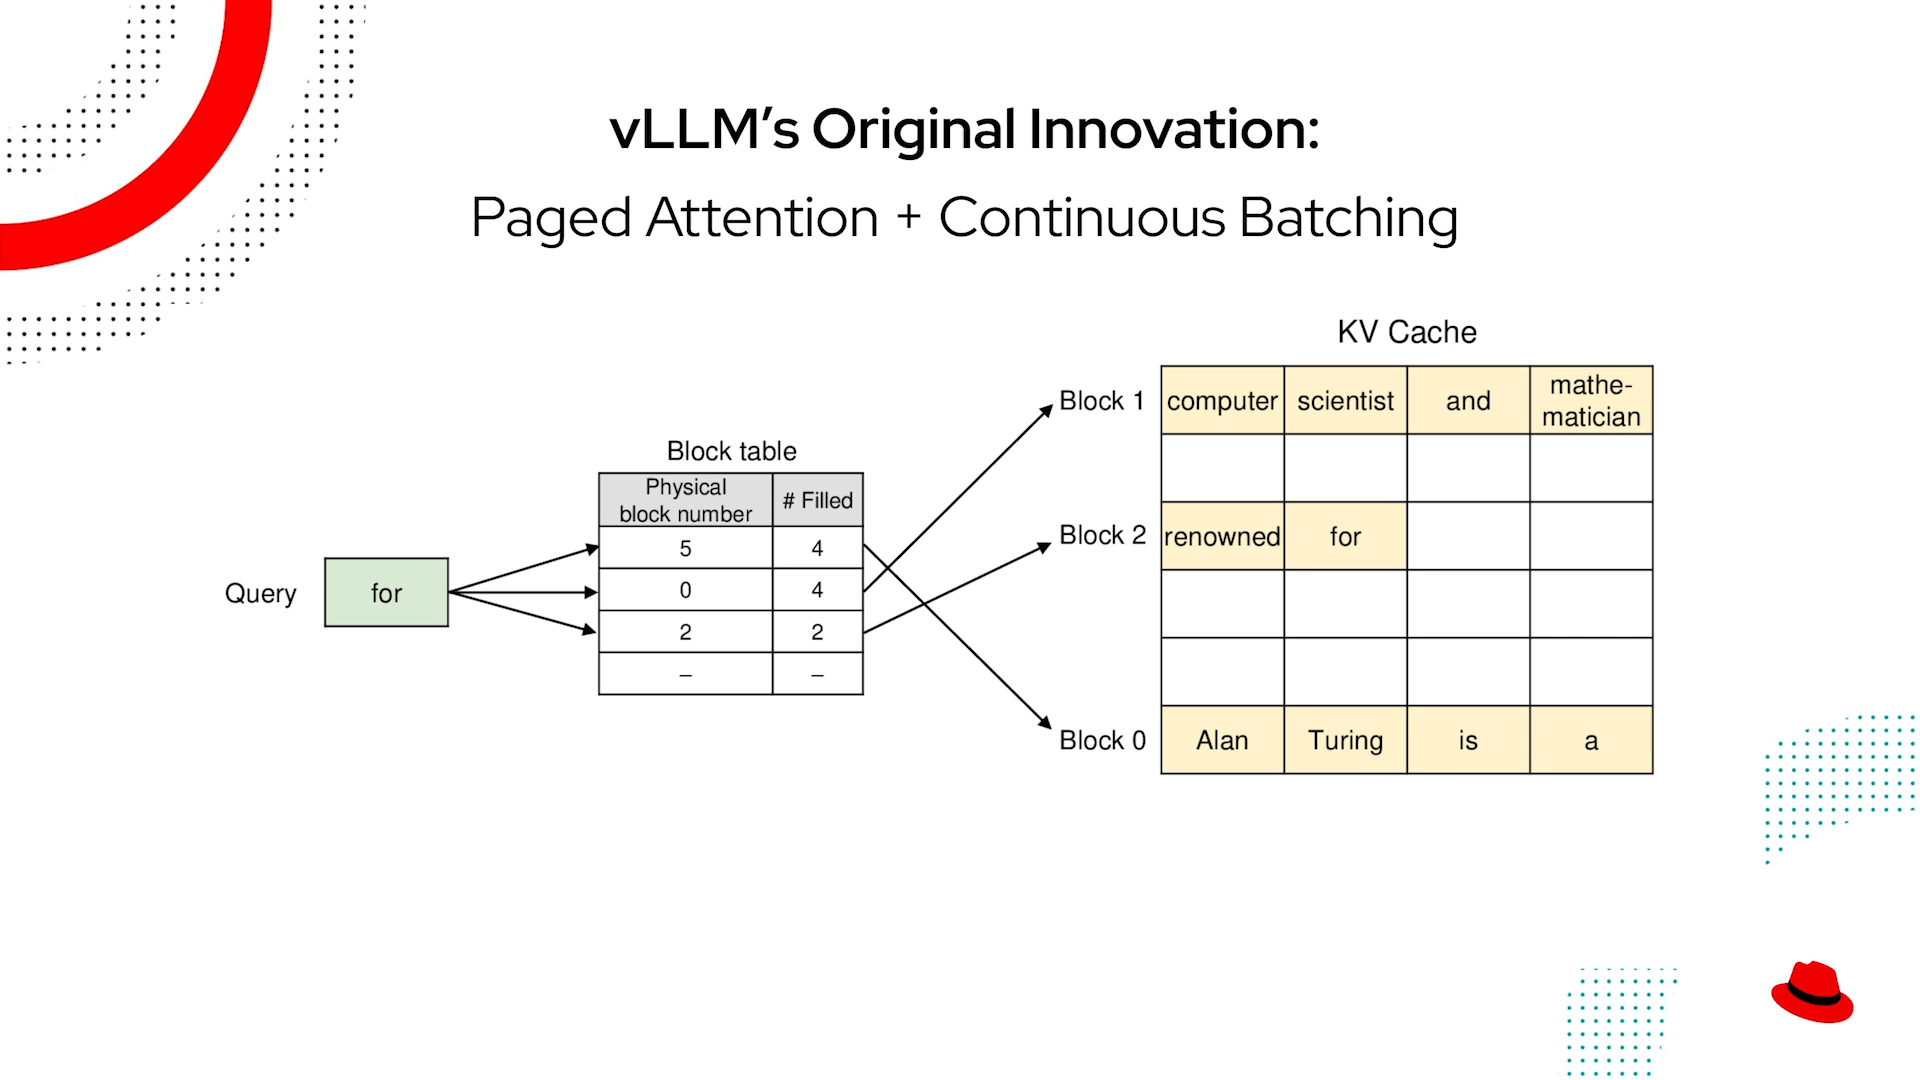 vLLM’s Original Innovation:
Paged Attention + Continuous Batching
Query
for
Block table
Physical
block number
# Filled
5 4
0 4
2 2
– –
KV Cache
Block 1
computer scientist and mathe-
matician
Block 2
renowned for
Block 0
Alan Turing is a